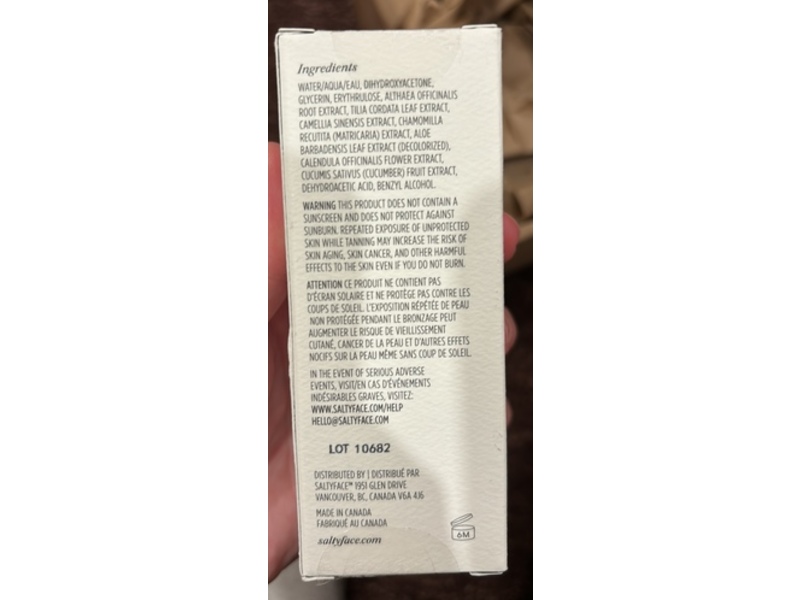 Ingredients
WATER/AQUA/EAU, DIHYDROXYACETONE,
GLYCERIN, ERYTHRULOSE, ALTHAEA OFFICINALIS
ROOT EXTRACT, TILIA CORDATA LEAF EXTRACT,
CAMELLIA SINENSIS EXTRACT, CHAMOMILLA
RECUTITA (MATRICARIA) EXTRACT, ALOE
BARBADENSIS LEAF EXTRACT (DECOLORIZED),
CALENDULA OFFICINALIS FLOWER EXTRACT,
CUCUMIS SATIVUS (CUCUMBER) FRUIT EXTRACT,
DEHYDROACETIC ACID, BENZYL ALCOHOL.
WARNING THIS PRODUCT DOES NOT CONTAIN A
SUNSCREEN AND DOES NOT PROTECT AGAINST
SUNBURN. REPEATED EXPOSURE OF UNPROTECTED
SKIN WHILE TANNING MAY INCREASE THE RISK OF
SKIN AGING, SKIN CANCER, AND OTHER HARMFUL
EFFECTS TO THE SKIN EVEN IF YOU DO NOT BURN.
ATTENTION CE PRODUIT NE CONTIENT PAS
D'ÉCRAN SOLAIRE ET NE PROTÈGE PAS CONTRE LES
COUPS DE SOLEIL. L'EXPOSITION RÉPÉTÉE DE PEAU
NON PROTÉGÉE PENDANT LE BRONZAGE PEUT
AUGMENTER LE RISQUE DE VIEILLISSEMENT
CUTANÉ, CANCER DE LA PEAU ET D'AUTRES EFFETS
NOCIFS SUR LA PEAU MÊME SANS COUP DE SOLEIL.
IN THE EVENT OF SERIOUS ADVERSE
EVENTS, VISIT/EN CAS D'ÉVÉNEMENTS
INDÉSIRABLES GRAVES, VISITEZ:
WWW.SALTYFACE.COM/HELP
HELLO@SALTYFACE.COM
LOT 10682
DISTRIBUTED BY | DISTRIBUÉ PAR
SALTYFACE™ 1951 GLEN DRIVE
VANCOUVER, BC, CANADA V6A 4J6
MADE IN CANADA
FABRIQUÉ AU CANADA
saltyface.com
6M